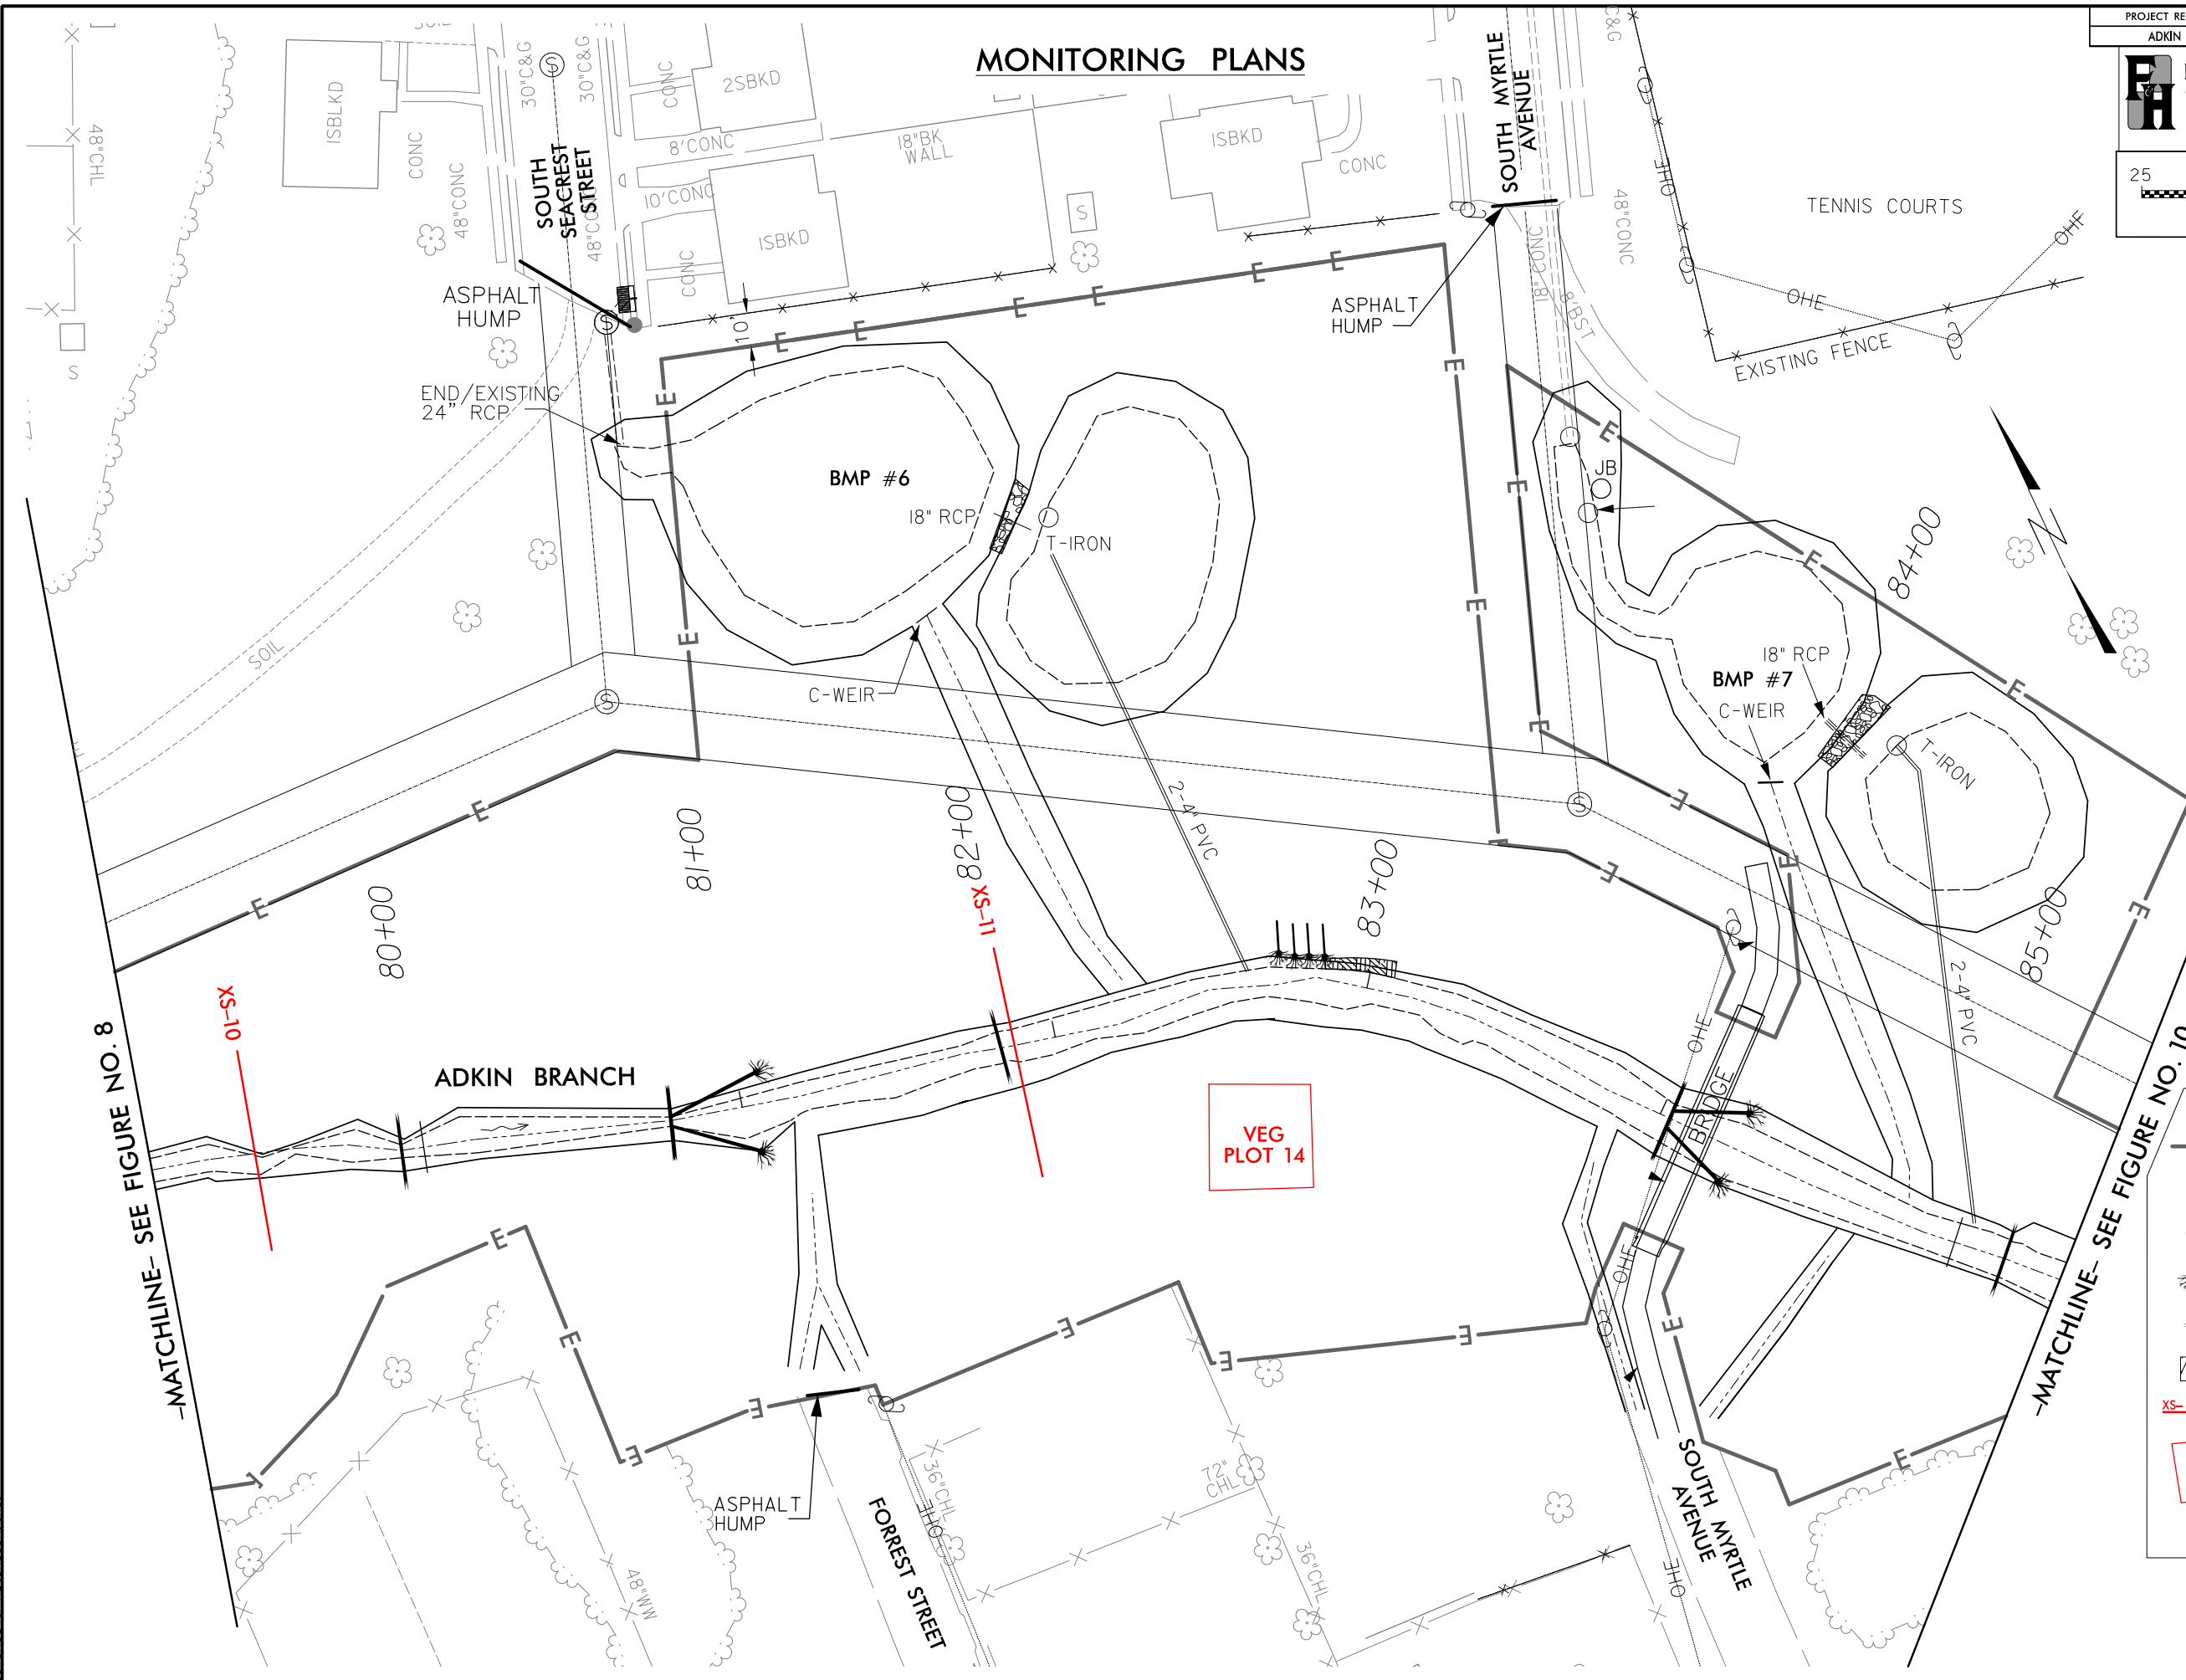 MONITORING PLANS
PROJECT RE
ADKIN
25
48"CHL
ISBLKD
CONC
48"CONC
30"C&G
S
30"C&G
CONC
2SBKD
8'CONC
10'CONC
18"BK
WALL
SOUTH
SEACREST
STREET
48"CONC
CONC
ISBKD
S
ISBKD
CONC
SOUTH MYRTLE
AVENUE
C&G
48"CONC
OHE
TENNIS COURTS
OHE
EXISTING FENCE
8'BST
ASPHALT
HUMP
ASPHALT
HUMP
S
S
10'
END/EXISTING
24" RCP
BMP #6
18" RCP
T-IRON
C-WEIR
JB
N
84+00
18" RCP
BMP #7
C-WEIR
T-IRON
SOIL
S
S
2-4" PVC
80+00
81+00
82+00
83+00
85+00
2-4" PVC
XS-10
XS-11
ADKIN BRANCH
VEG
PLOT 14
OHE
BRIDGE
OHE
-MATCHLINE- SEE FIGURE NO. 8
-MATCHLINE- SEE FIGURE NO. 10
XS-
ASPHALT
HUMP
FORREST STREET
36"CHL
OHE
72"
CHL
36"CHL
48"WW
SOUTH MYRTLE
AVENUE
OHE